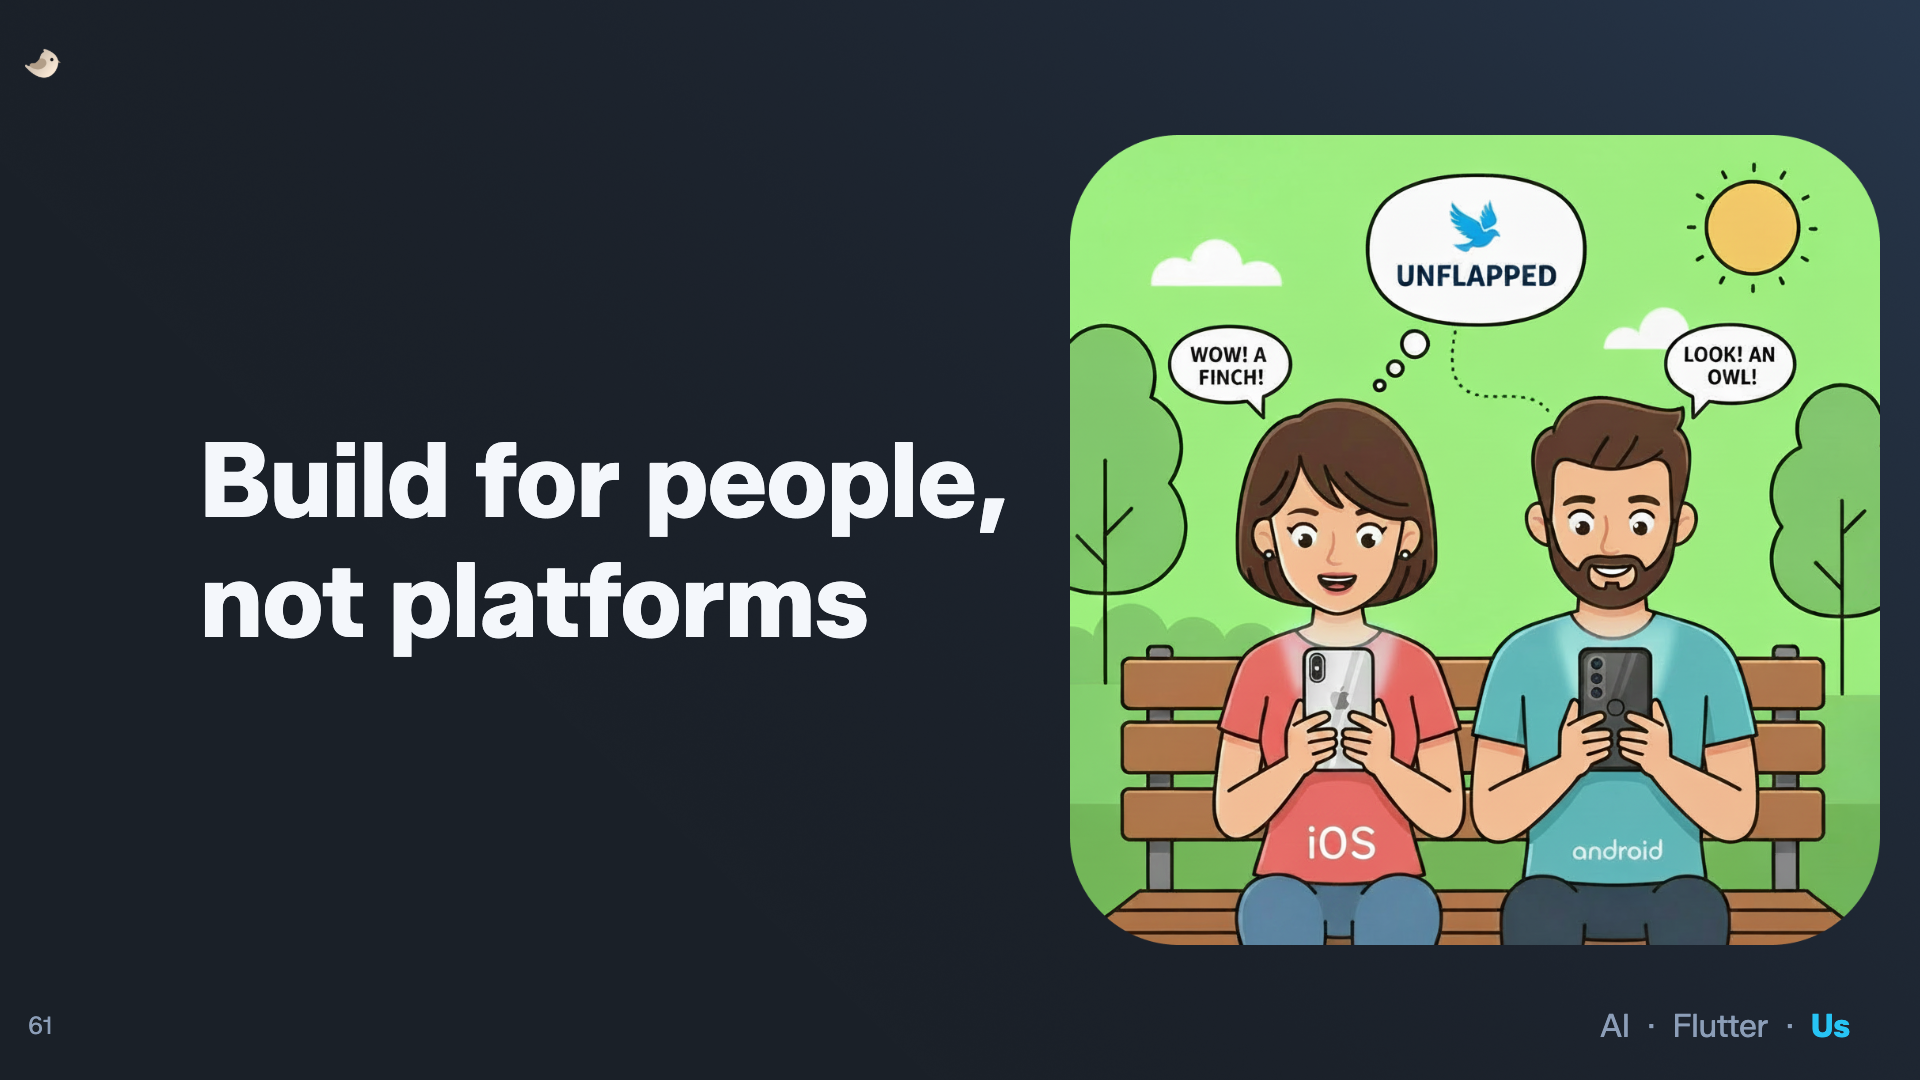 Build for people,
not platforms
UNFLAPPED
WOW! A
FINCH!
LOOK! AN
OWL!
iOS
android
61
AI · Flutter · Us